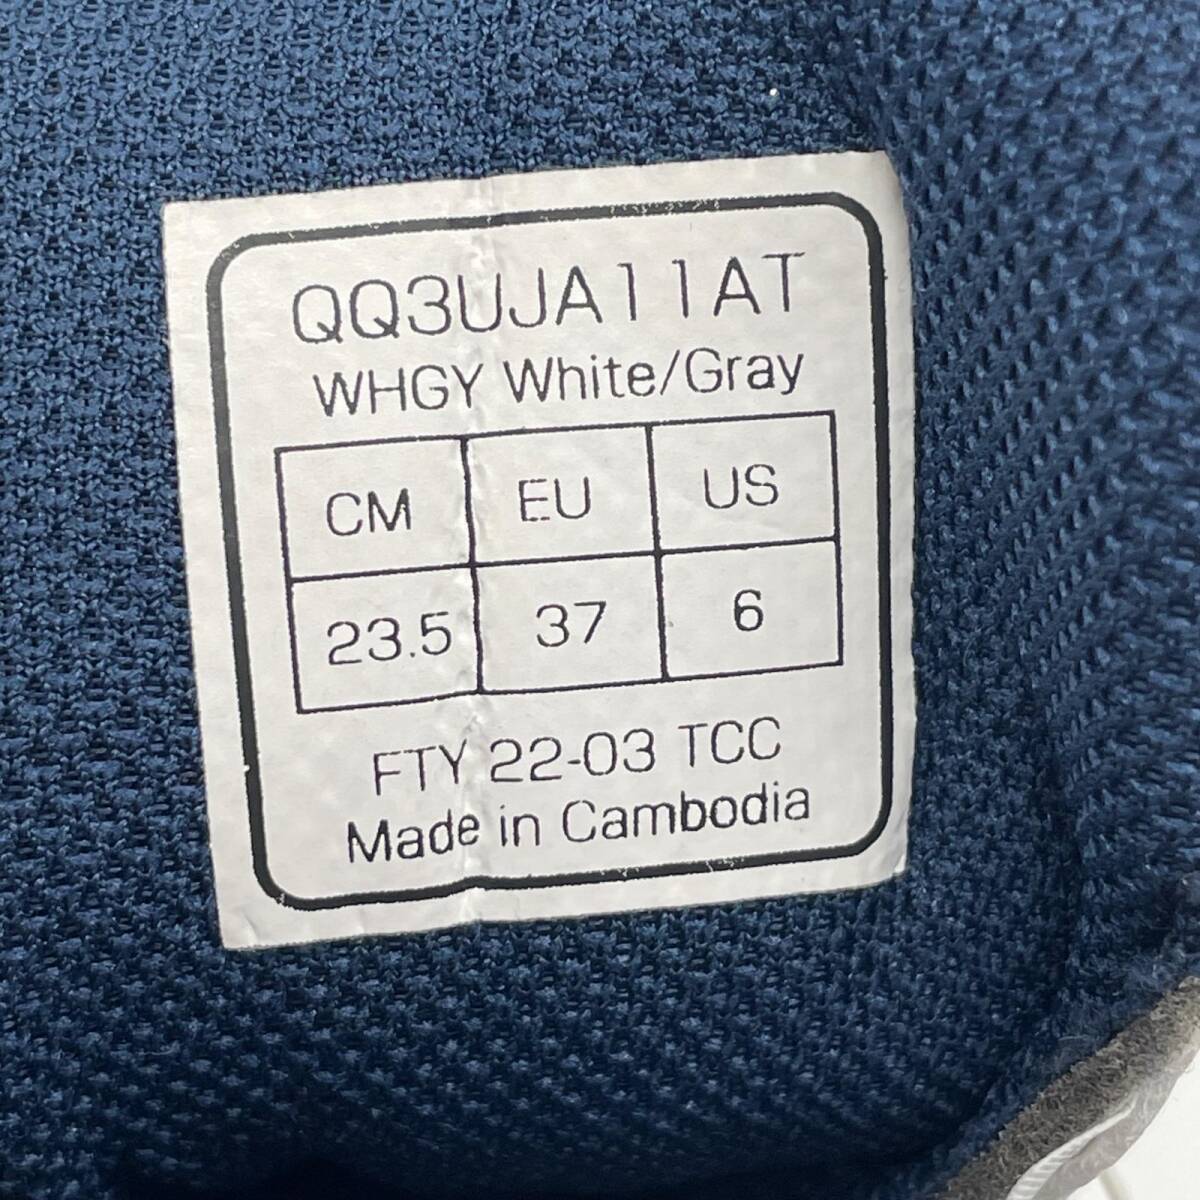 QQ3UJA11AT
WHGY White/Gray
CM EU US
23.5 37 6
FTY 22-03 TCC
Made in Cambodia